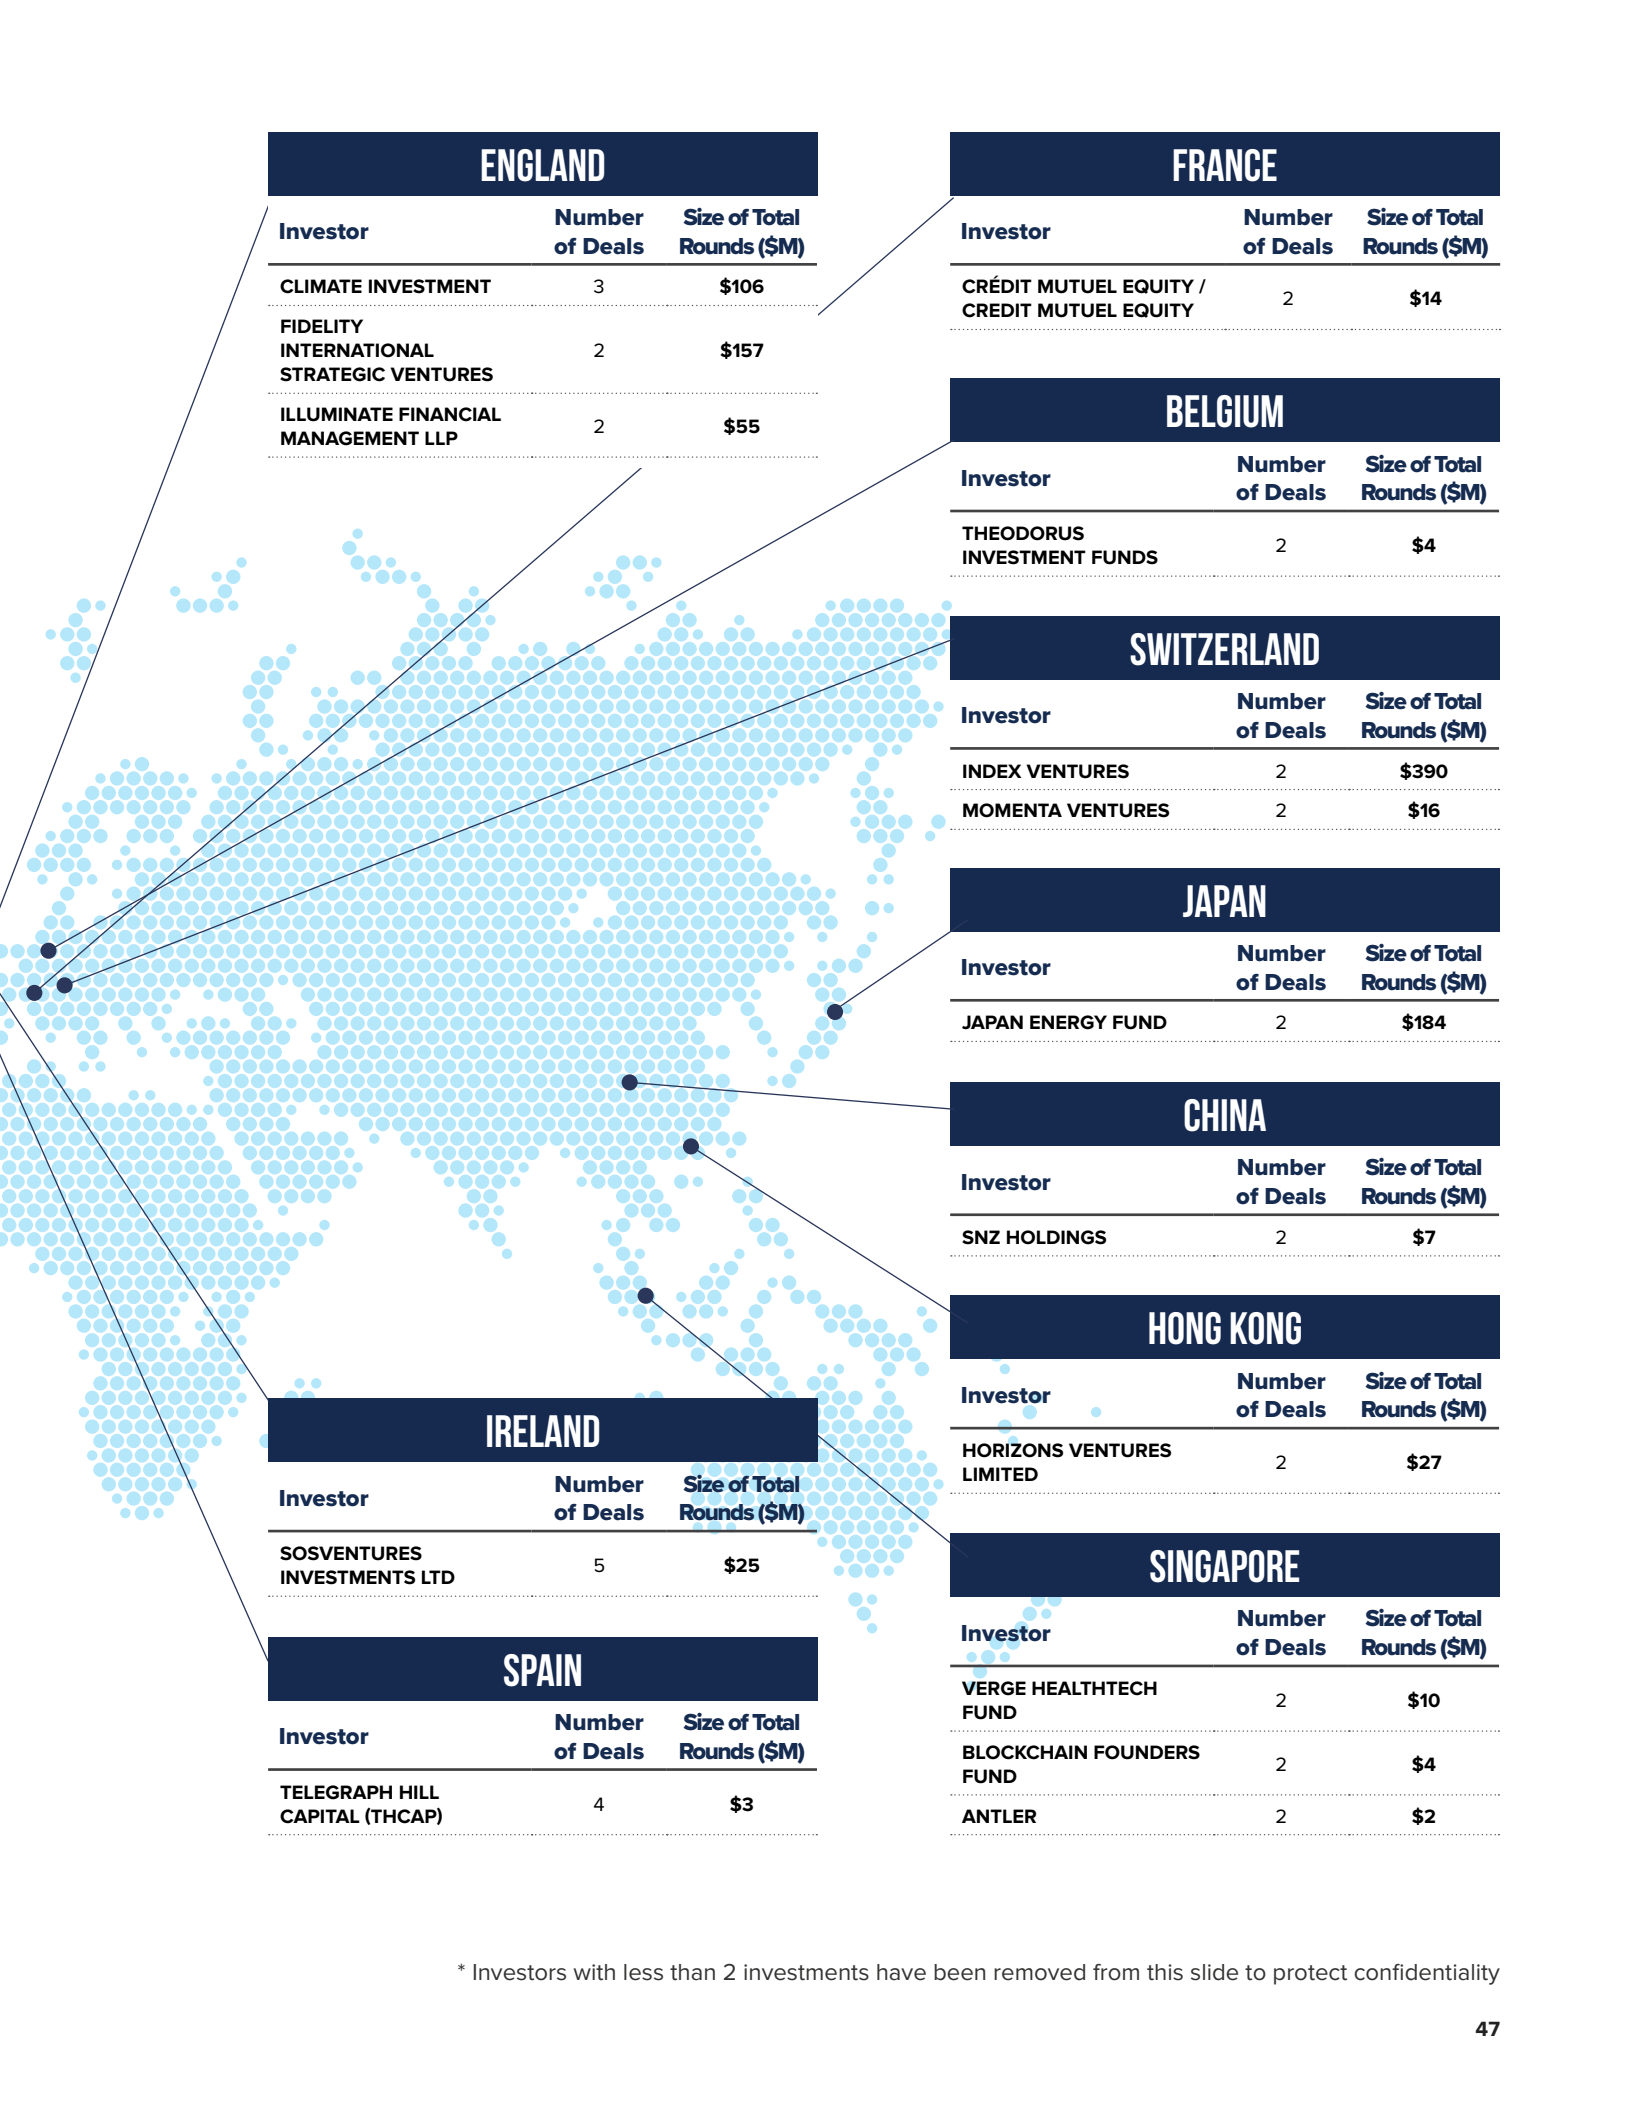 ENGLAND
Investor
Number
of Deals
Size of Total
Rounds ($M)
CLIMATE INVESTMENT 3 $106
FIDELITY
INTERNATIONAL
STRATEGIC VENTURES
2 $157
ILLUMINATE FINANCIAL
MANAGEMENT LLP
2 $55
IRELAND
Investor
Number
of Deals
Size of Total
Rounds ($M)
SOSVENTURES
INVESTMENTS LTD
5 $25
SPAIN
Investor
Number
of Deals
Size of Total
Rounds ($M)
TELEGRAPH HILL
CAPITAL (THCAP)
4 $3
FRANCE
Investor
Number
of Deals
Size of Total
Rounds ($M)
CRÉDIT MUTUEL EQUITY /
CREDIT MUTUEL EQUITY
2 $14
BELGIUM
Investor
Number
of Deals
Size of Total
Rounds ($M)
THEODORUS
INVESTMENT FUNDS
2 $4
SWITZERLAND
Investor
Number
of Deals
Size of Total
Rounds ($M)
INDEX VENTURES 2 $390
MOMENTA VENTURES 2 $16
JAPAN
Investor
Number
of Deals
Size of Total
Rounds ($M)
JAPAN ENERGY FUND 2 $184
CHINA
Investor
Number
of Deals
Size of Total
Rounds ($M)
SNZ HOLDINGS 2 $7
HONG KONG
Investor
Number
of Deals
Size of Total
Rounds ($M)
HORIZONS VENTURES
LIMITED
2 $27
SINGAPORE
Investor
Number
of Deals
Size of Total
Rounds ($M)
VERGE HEALTHTECH
FUND
2 $10
BLOCKCHAIN FOUNDERS
FUND
2 $4
ANTLER 2 $2
* Investors with less than 2 investments have been removed from this slide to protect confidentiality
47